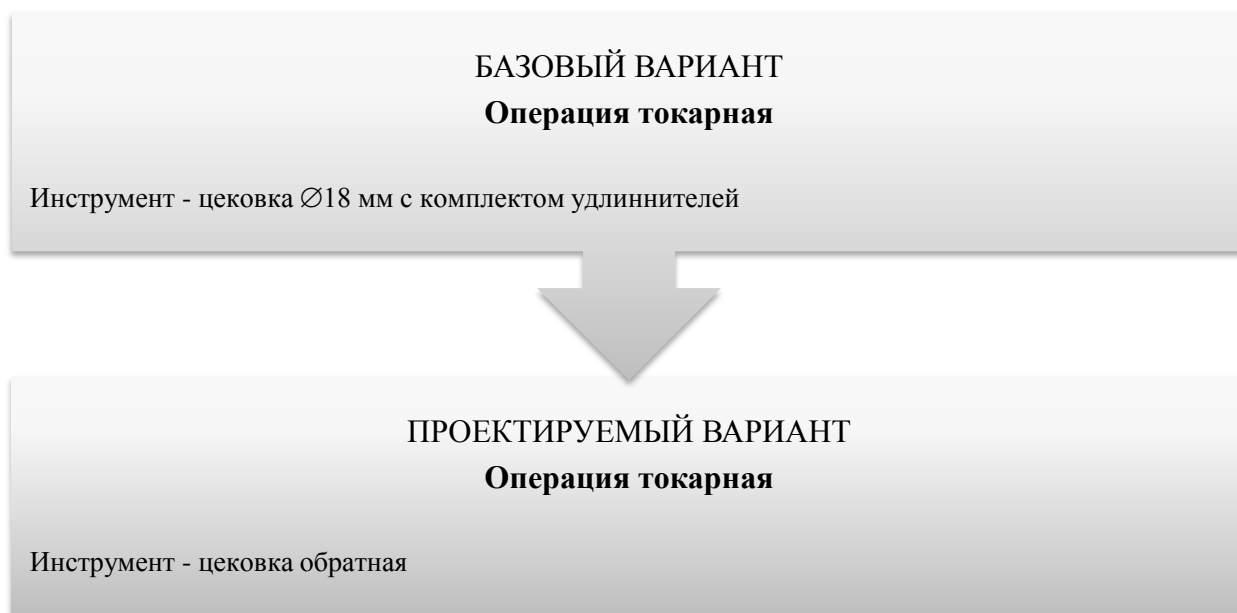 БАЗОВЫЙ ВАРИАНТ
Операция токарная
Инструмент - цековка ∅18 мм с комплектом удлиннителей
ПРОЕКТИРУЕМЫЙ ВАРИАНТ
Операция токарная
Инструмент - цековка обратная